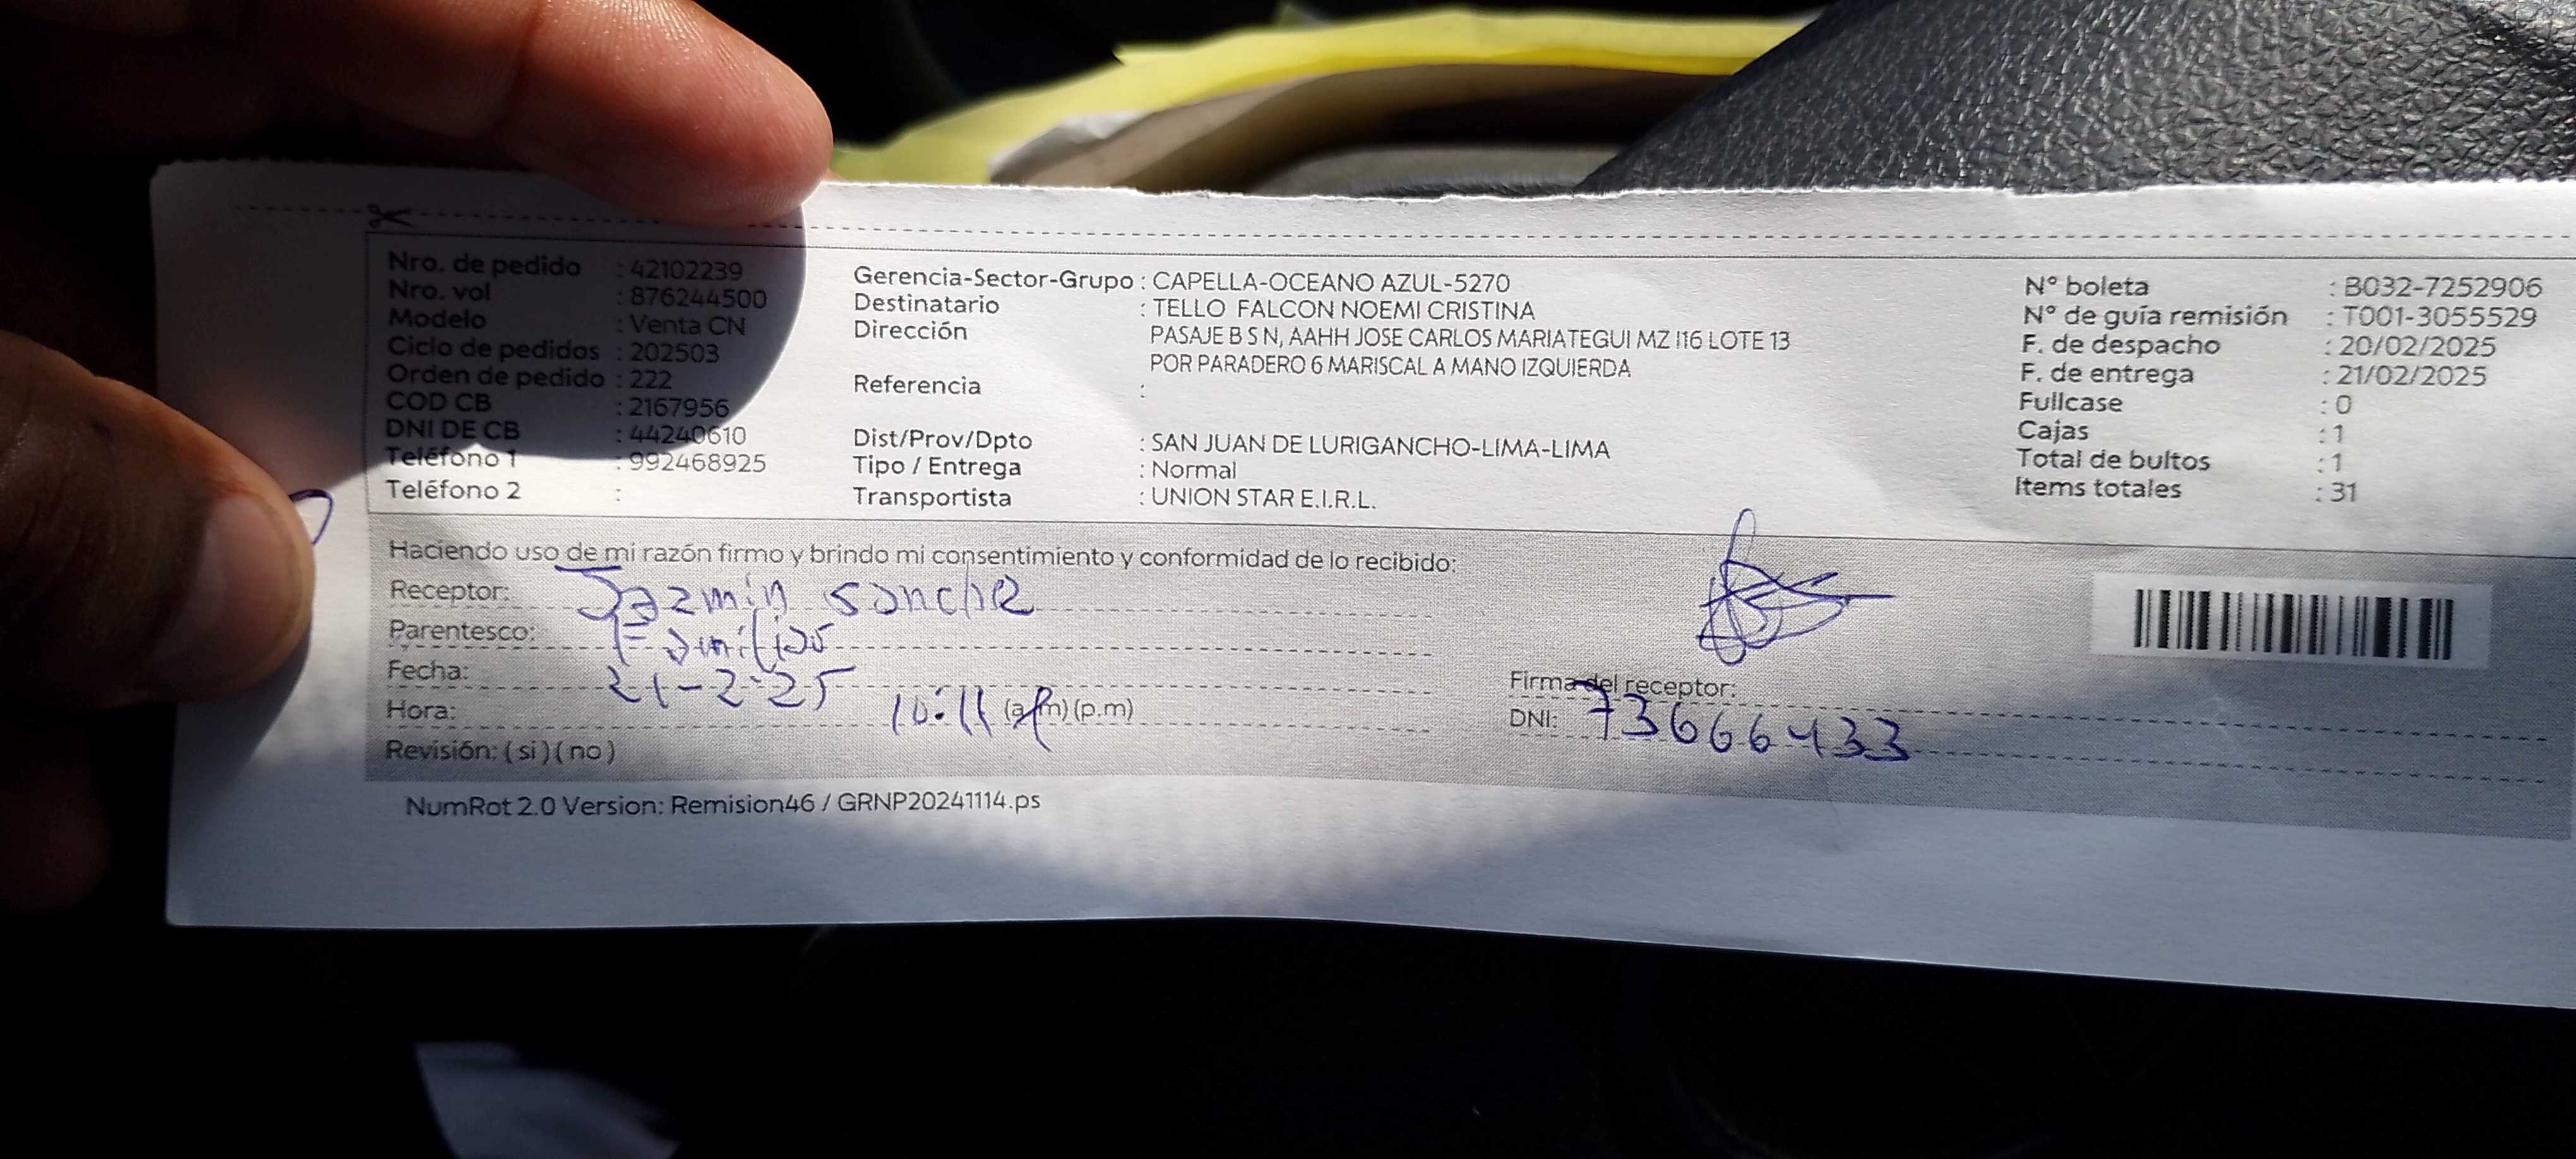 Nro. de pedido : 42102239
Nro. vol : 876244500
Modelo : Venta CN
Ciclo de pedidos : 202503
Orden de pedido : 222
COD CB : 2167956
DNI DE CB : 44240610
Teléfono 1 : 992468925
Teléfono 2 :
Gerencia-Sector-Grupo : CAPELLA-OCEANO AZUL-5270
Destinatario : TELLO FALCON NOEMI CRISTINA
Dirección PASAJE B S N, AAHH JOSE CARLOS MARIATEGUI MZ I16 LOTE 13
POR PARADERO 6 MARISCAL A MANO IZQUIERDA
Referencia :
Dist/Prov/Dpto : SAN JUAN DE LURIGANCHO-LIMA-LIMA
Tipo / Entrega : Normal
Transportista : UNION STAR E.I.R.L.
N° boleta : B032-7252906
N° de guía remisión : T001-3055529
F. de despacho : 20/02/2025
F. de entrega : 21/02/2025
Fullcase : 0
Cajas : 1
Total de bultos : 1
Items totales : 31
Haciendo uso de mi razón firmo y brindo mi consentimiento y conformidad de lo recibido:
Receptor: Jazmin Sanchez
Parentesco: Familiar
Fecha: 21-2-25
Hora: 10:11 (a.m) (p.m)
Revisión: ( si ) ( no )
Firma del receptor:
DNI: 73666433
NumRot 2.0 Version: Remision46 / GRNP20241114.ps